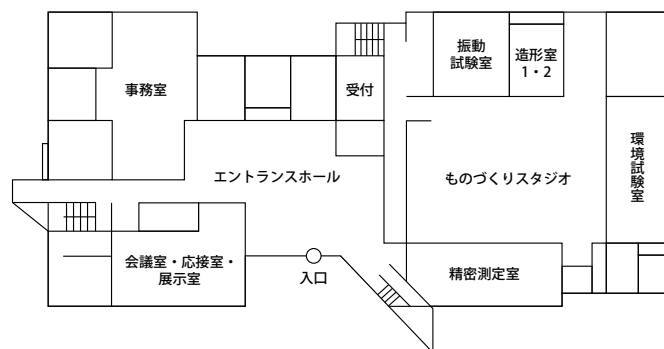 振動
試験室
造形室
1・2
事務室
受付
環境試験室
エントランスホール
ものづくりスタジオ
会議室・応接室・
展示室
入口
精密測定室